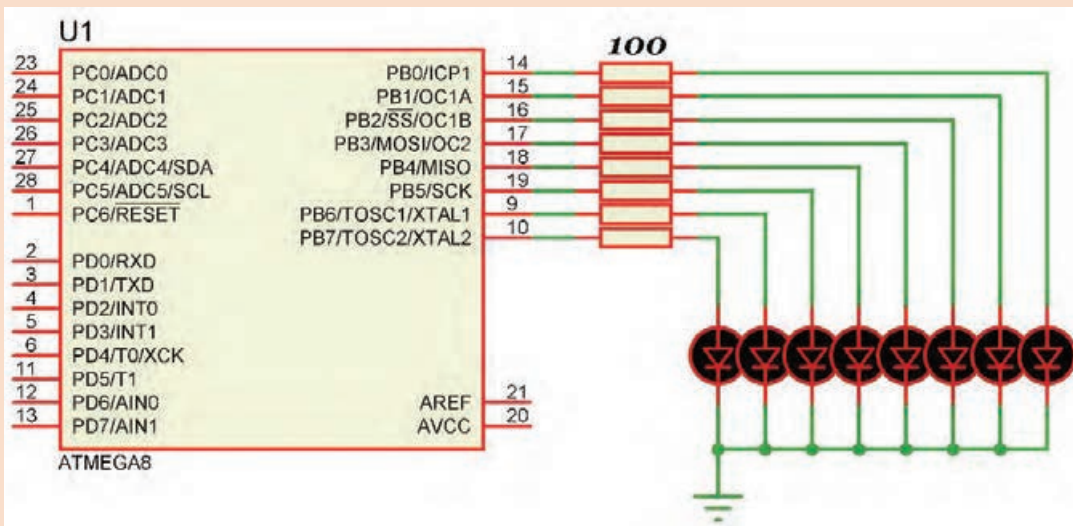 U1
100
23 PC0/ADC0
24 PC1/ADC1
25 PC2/ADC2
26 PC3/ADC3
27 PC4/ADC4/SDA
28 PC5/ADC5/SCL
1 PC6/RESET
2 PD0/RXD
3 PD1/TXD
4 PD2/INT0
5 PD3/INT1
6 PD4/T0/XCK
11 PD5/T1
12 PD6/AIN0
13 PD7/AIN1
PB0/ICP1 14
PB1/OC1A 15
PB2/SS/OC1B 16
PB3/MOSI/OC2 17
PB4/MISO 18
PB5/SCK 19
PB6/TOSC1/XTAL1 9
PB7/TOSC2/XTAL2 10
AREF 21
AVCC 20
ATMEGA8